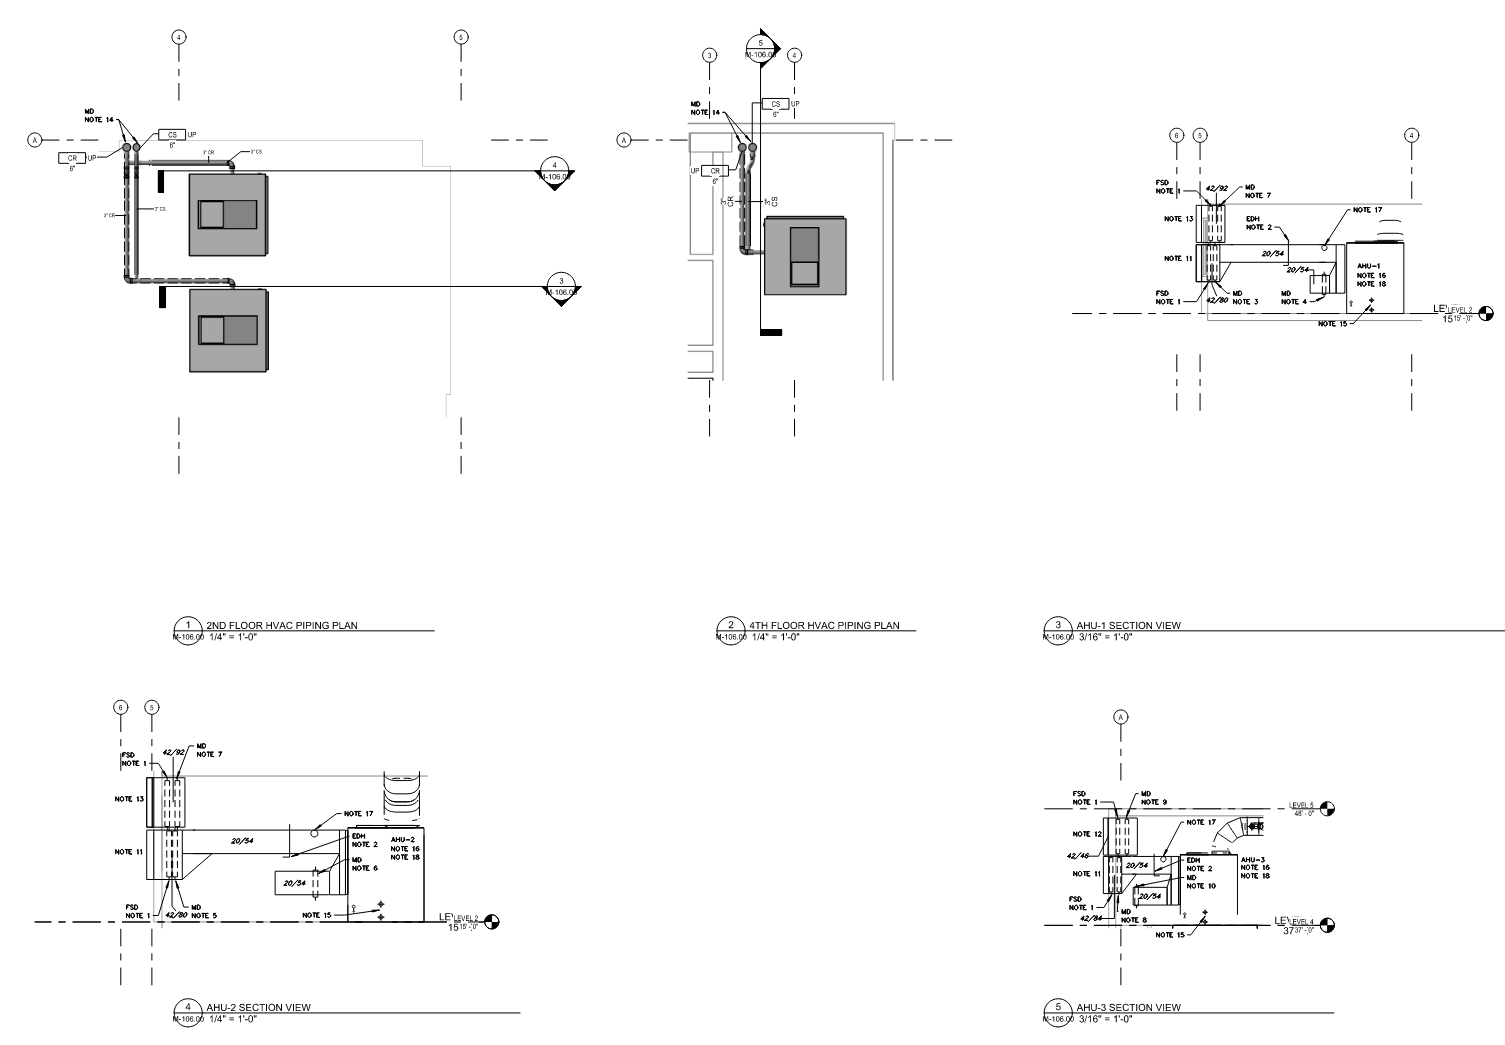 4
5
MD
NOTE 14
A
CS UP
6"
CR UP
6"
3" CR
3" CS
3" CR
3" CS
4
M-106.00
3
M-106.00
1
M-106.00
2ND FLOOR HVAC PIPING PLAN
1/4" = 1'-0"
3
5
M-106.00
4
MD
NOTE 14
CS UP
6"
A
UP CR
6"
3"
CR
3"
CS
2
M-106.00
4TH FLOOR HVAC PIPING PLAN
1/4" = 1'-0"
6
5
4
FSD
NOTE 1
42/92
MD
NOTE 7
NOTE 13
EDH
NOTE 2
NOTE 17
NOTE 11
20/54
20/54
AHU-1
NOTE 16
NOTE 18
FSD
NOTE 1
42/80
MD
NOTE 3
MD
NOTE 4
NOTE 15
LEVEL 2
15' - 0"
3
M-106.00
AHU-1 SECTION VIEW
3/16" = 1'-0"
6
5
FSD
NOTE 1
42/92
MD
NOTE 7
NOTE 13
NOTE 17
NOTE 11
20/54
EDH
NOTE 2
AHU-2
NOTE 16
NOTE 18
MD
NOTE 6
20/54
FSD
NOTE 1
42/80
MD
NOTE 5
NOTE 15
LEVEL 2
15' - 0"
4
M-106.00
AHU-2 SECTION VIEW
1/4" = 1'-0"
A
FSD
NOTE 1
MD
NOTE 9
LEVEL 5
48' - 0"
NOTE 12
NOTE 17
42/46
NOTE 11
20/54
EDH
NOTE 2
AHU-3
NOTE 16
NOTE 18
MD
NOTE 10
20/54
FSD
NOTE 1
42/84
MD
NOTE 8
NOTE 15
LEVEL 4
37' - 0"
5
M-106.00
AHU-3 SECTION VIEW
3/16" = 1'-0"